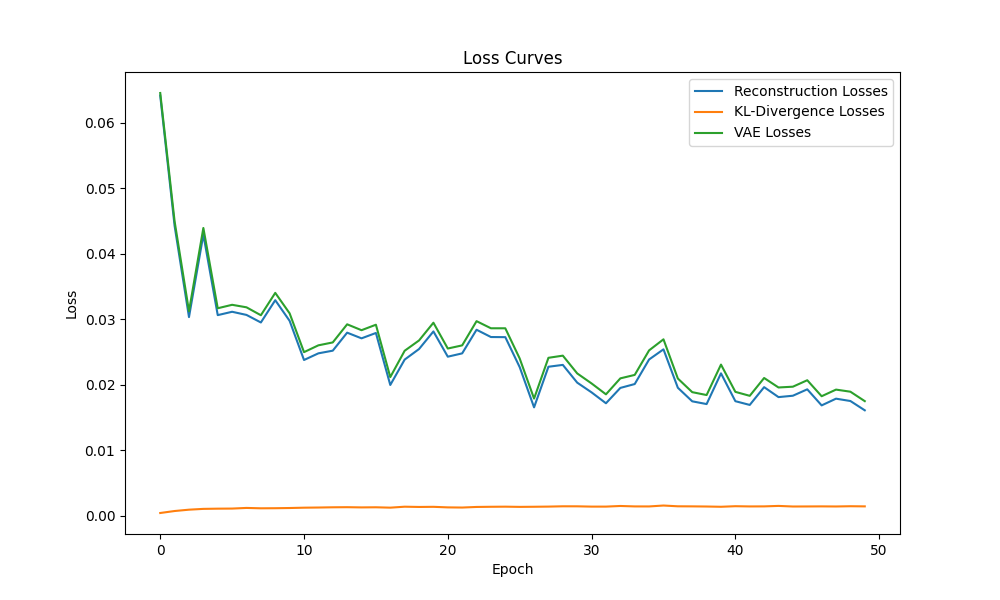 Loss Curves
Reconstruction Losses
KL-Divergence Losses
VAE Losses
0.06
0.05
0.04
0.03
0.02
0.01
0.00
Loss
0 10 20 30 40 50
Epoch